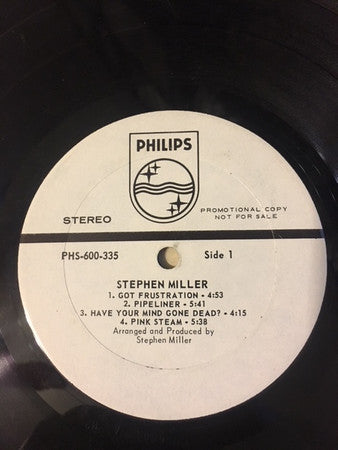 PHILIPS
STEREO
PROMOTIONAL COPY
NOT FOR SALE
PHS-600-335
Side 1
STEPHEN MILLER
1. GOT FRUSTRATION - 4:53
2. PIPELINER - 5:41
3. HAVE YOUR MIND GONE DEAD? - 4:15
4. PINK STEAM - 5:38
Arranged and Produced by
Stephen Miller